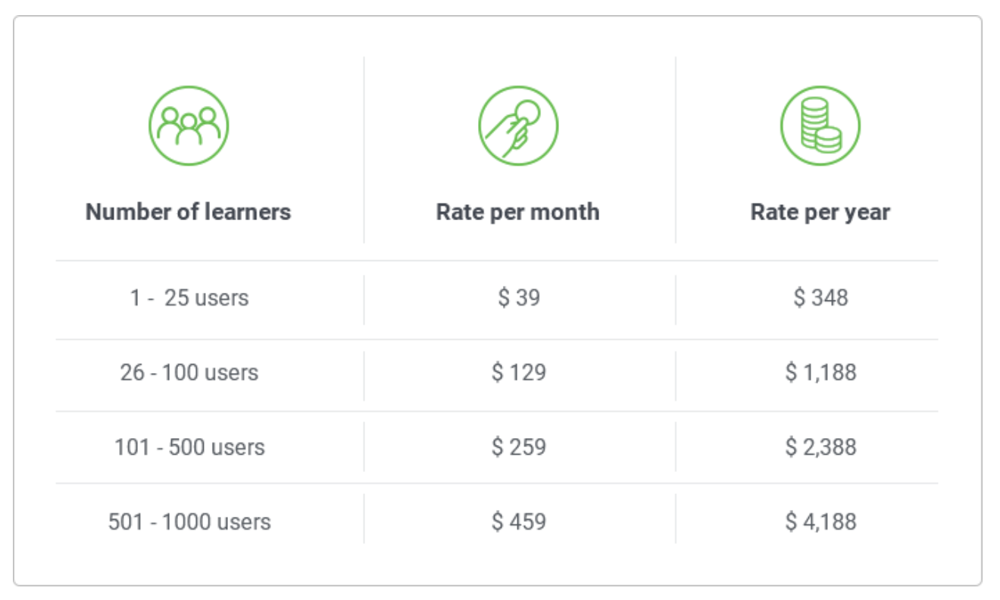 Number of learners Rate per month Rate per year
1 -  25 users $ 39 $ 348
26 - 100 users $ 129 $ 1,188
101 - 500 users $ 259 $ 2,388
501 - 1000 users $ 459 $ 4,188